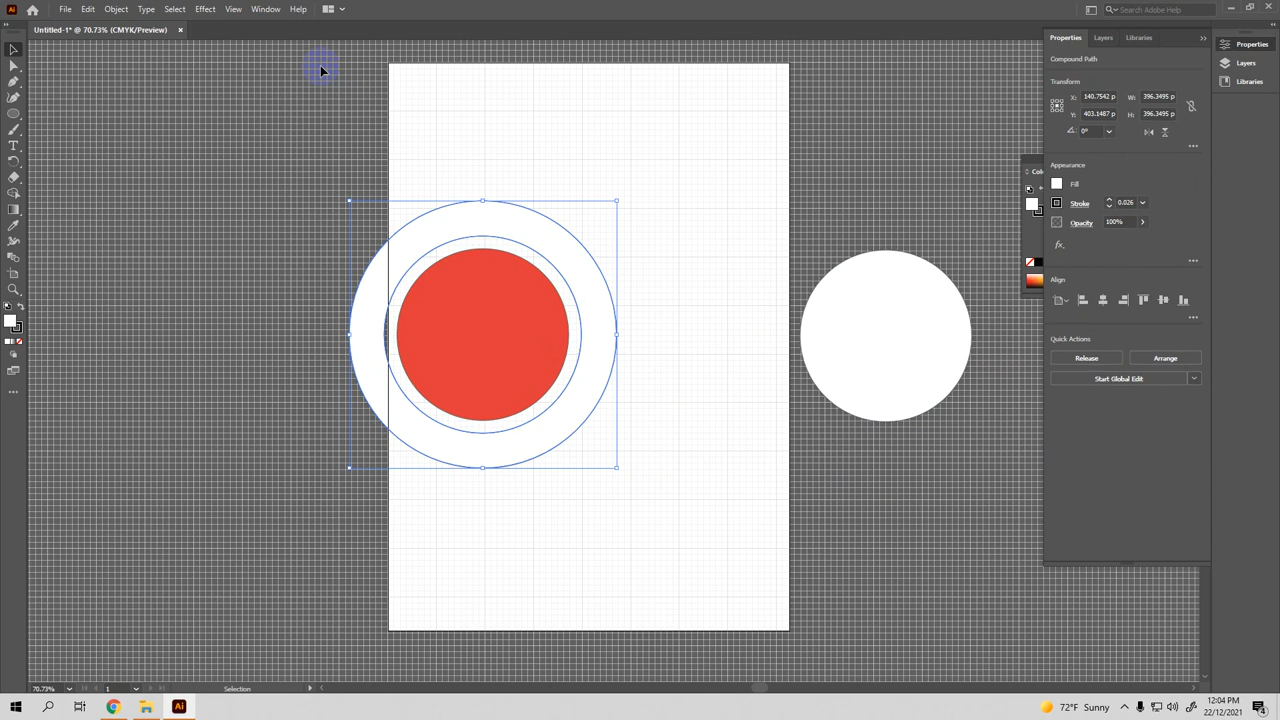 Ai File Edit Object Type Select Effect View Window Help
Search Adobe Help
Untitled-1* @ 70.73% (CMYK/Preview) ×
Properties Layers Libraries
Properties
Layers
Libraries
Compound Path
Transform
X: 140.7542 p W: 396.3495 p
Y: 403.1487 p H: 396.3495 p
0°
Appearance
Fill
Stroke 0.026
Opacity 100%
fx.
Align
Quick Actions
Release Arrange
Start Global Edit
70.73% 1 Selection
Ai 72°F Sunny
12:04 PM
22/12/2021